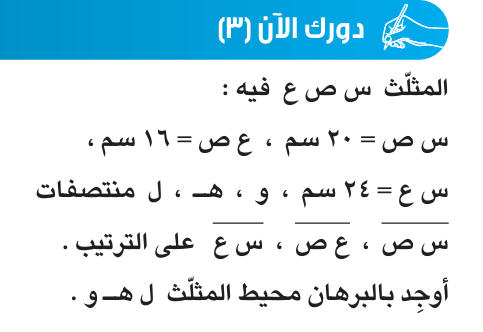 دورك الآن (٣)
المثلّث س ص ع فيه :
س ص = ٢٠ سم ، ع ص = ١٦ سم ،
س ع = ٢٤ سم ، و ، هـ ، ل منتصفات
س ص ، ع ص ، س ع على الترتيب .
أوجِد بالبرهان محيط المثلّث ل هـ و .